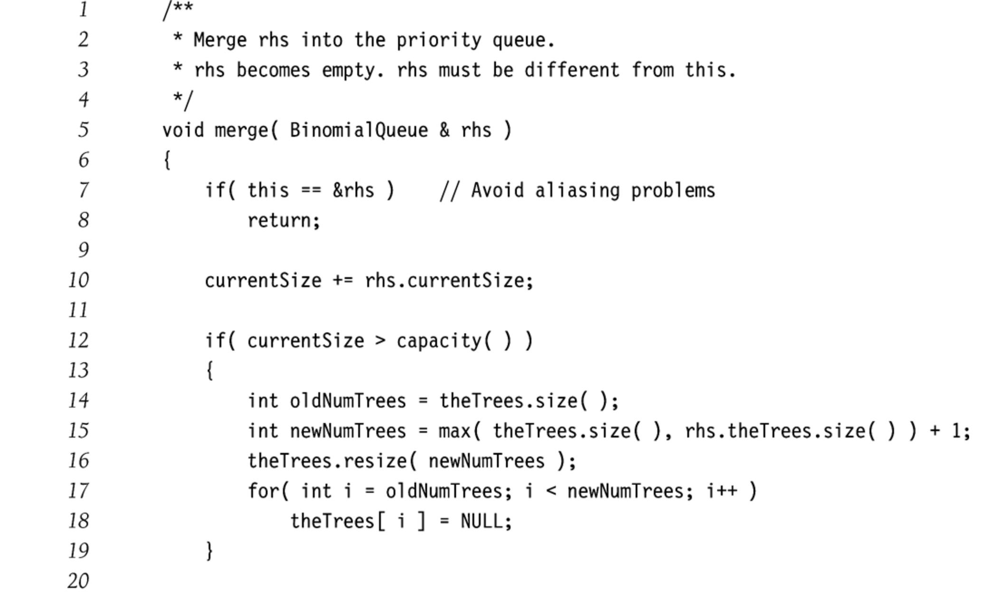 1 /**
2 * Merge rhs into the priority queue.
3 * rhs becomes empty. rhs must be different from this.
4 */
5 void merge( BinomialQueue & rhs )
6 {
7 if( this == &rhs ) // Avoid aliasing problems
8 return;
9
10 currentSize += rhs.currentSize;
11
12 if( currentSize > capacity( ) )
13 {
14 int oldNumTrees = theTrees.size( );
15 int newNumTrees = max( theTrees.size( ), rhs.theTrees.size( ) ) + 1;
16 theTrees.resize( newNumTrees );
17 for( int i = oldNumTrees; i < newNumTrees; i++ )
18 theTrees[ i ] = NULL;
19 }
20